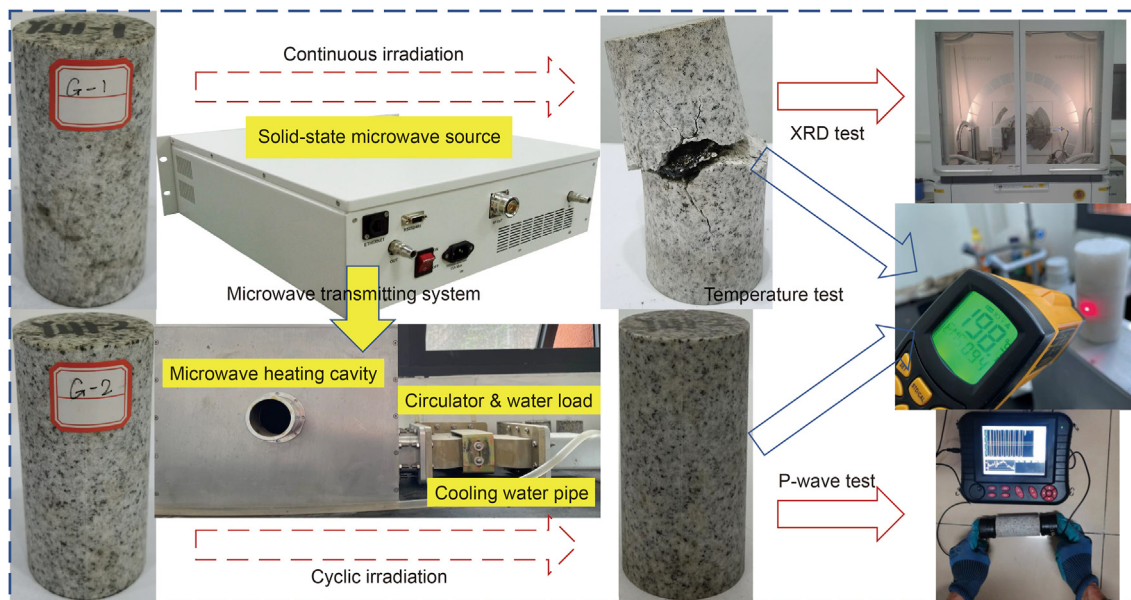 G-1
Continuous irradiation
Solid-state microwave source
XRD test
Microwave transmitting system
Temperature test
G-2
Microwave heating cavity
Circulator & water load
Cooling water pipe
P-wave test
Cyclic irradiation